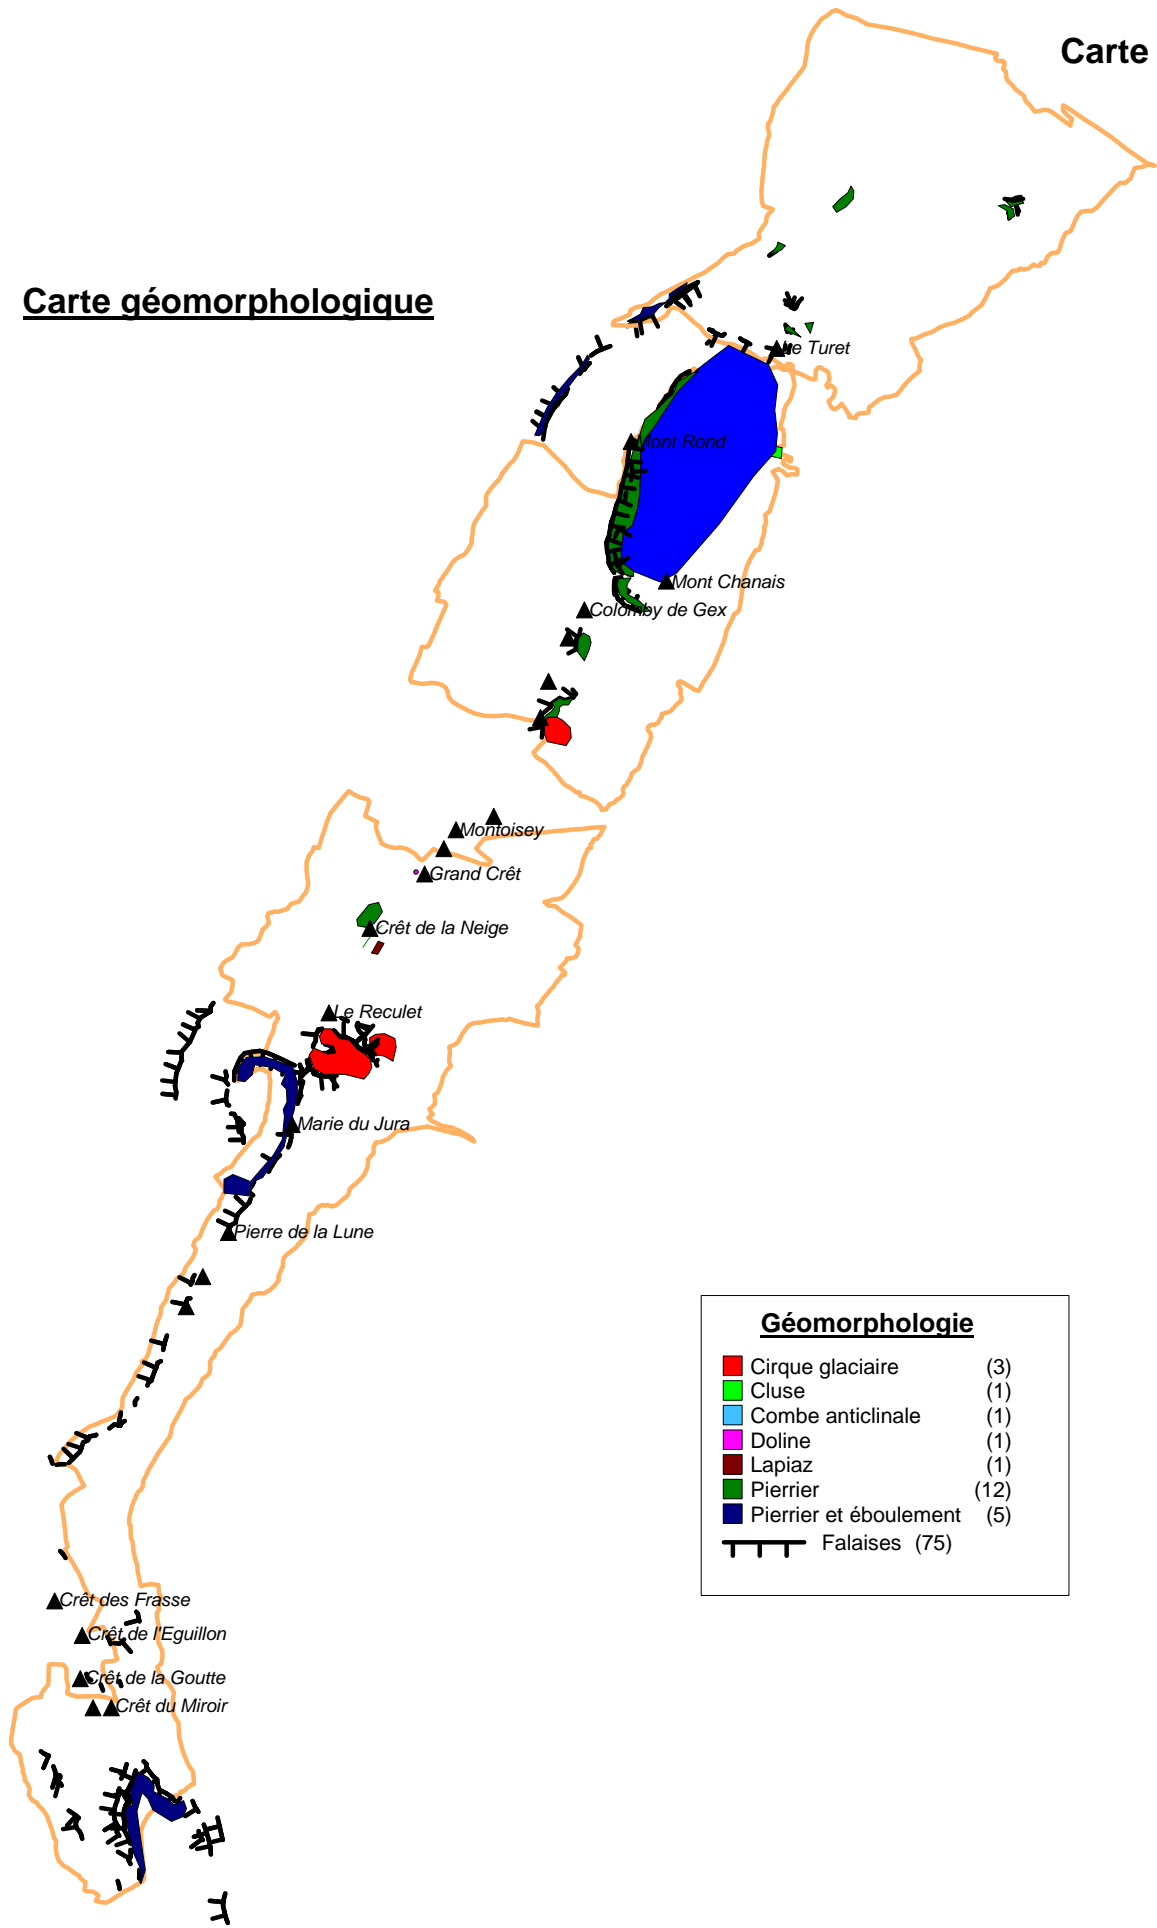 Carte
Carte géomorphologique
Le Turet
Mont Rond
Mont Chanais
Colomby de Gex
Montoisey
Grand Crêt
Crêt de la Neige
Le Reculet
Marie du Jura
Pierre de la Lune
Géomorphologie
Cirque glaciaire (3)
Cluse (1)
Combe anticlinale (1)
Doline (1)
Lapiaz (1)
Pierrier (12)
Pierrier et éboulement (5)
Falaises (75)
Crêt des Frasse
Crêt de l'Eguillon
Crêt de la Goutte
Crêt du Miroir